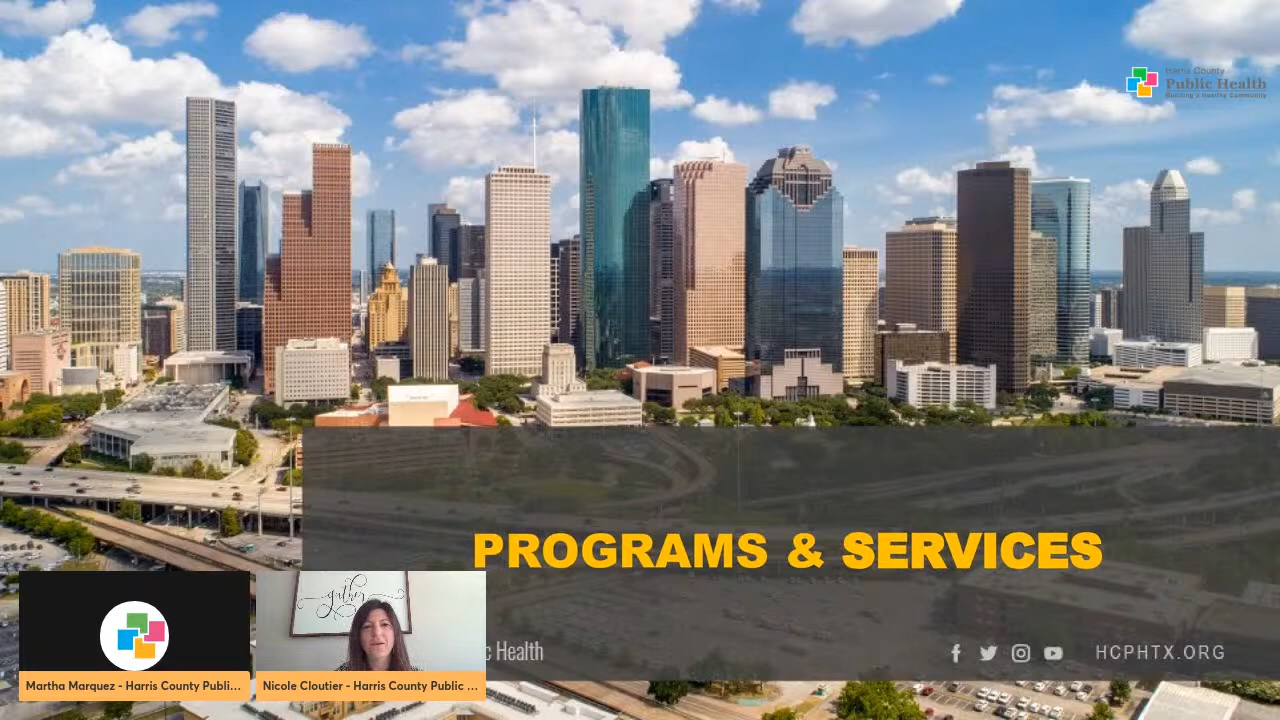 Harris County
Public Health
Building a Healthy Community
PROGRAMS & SERVICES
gather
c Health
HCPHTX.ORG
Martha Marquez - Harris County Publi...
Nicole Cloutier - Harris County Public ...